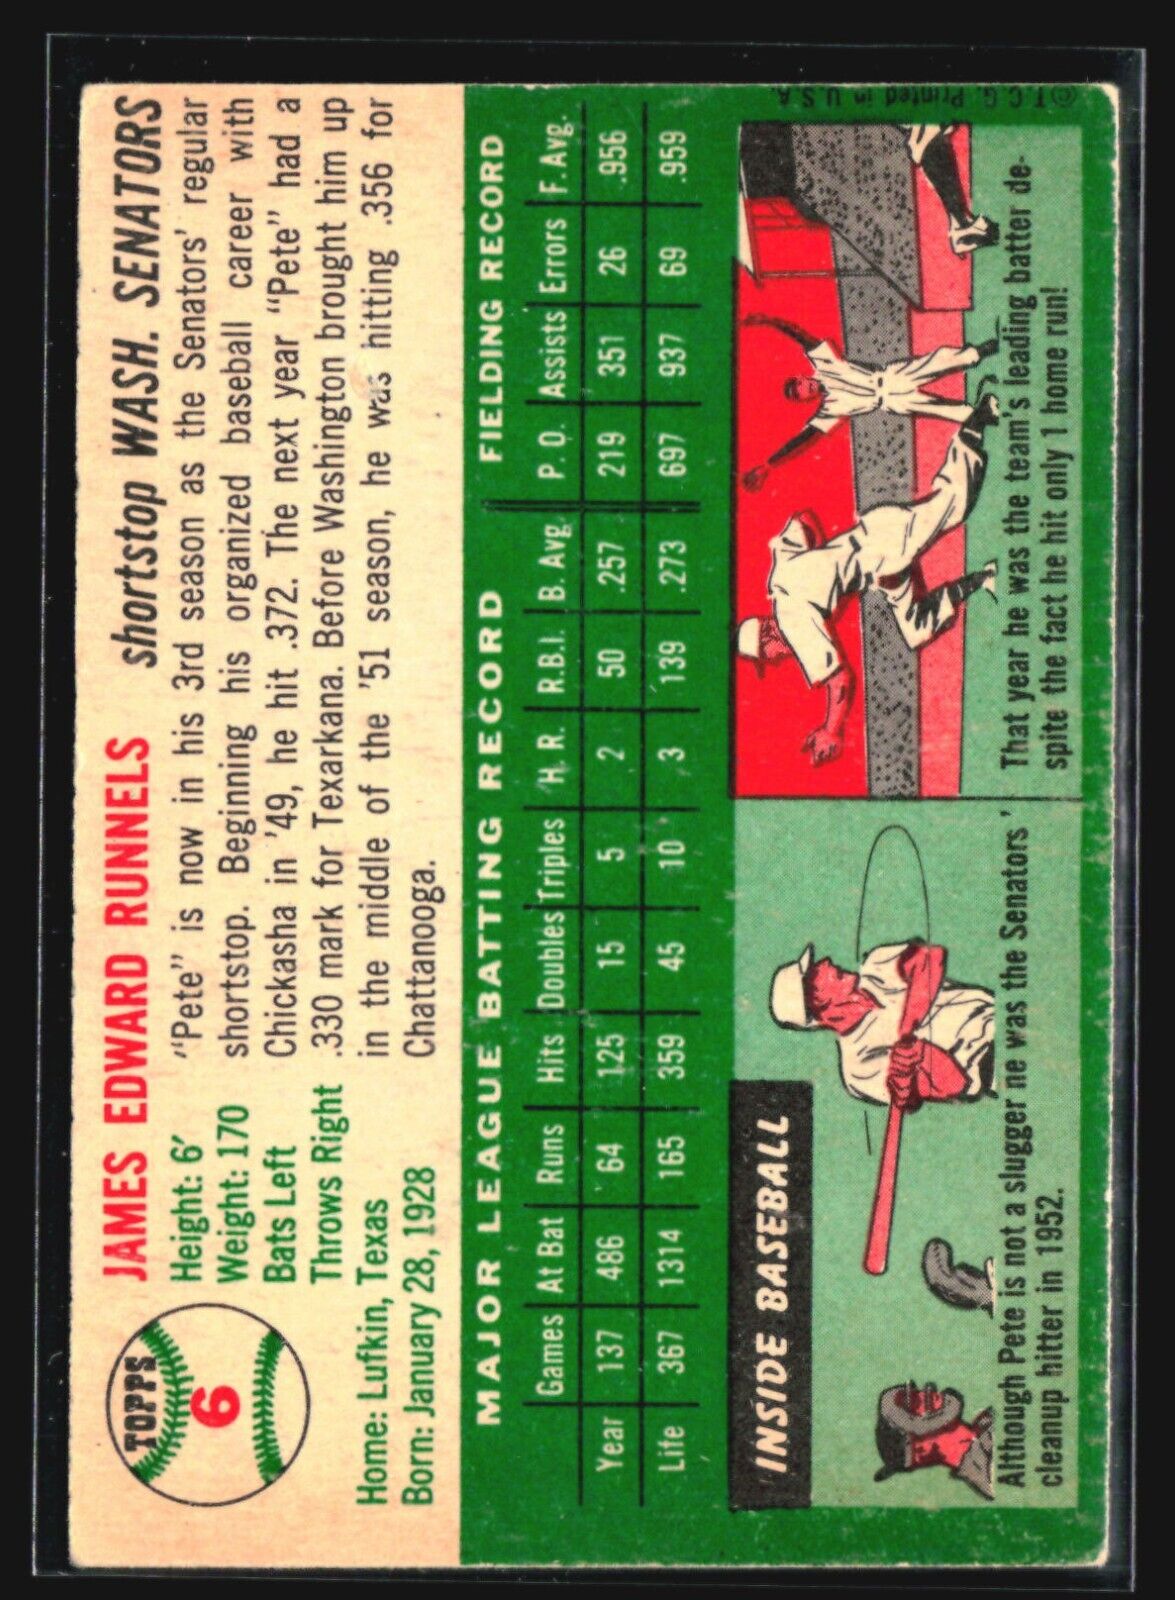 TOPPS
6
JAMES EDWARD RUNNELS
shortstop WASH. SENATORS
Height: 6'
Weight: 170
Bats Left
Throws Right
Home: Lufkin, Texas
Born: January 28, 1928
"Pete" is now in his 3rd season as the Senators' regular
shortstop. Beginning his organized baseball career with
Chickasha in '49, he hit .372. The next year "Pete" had a
.330 mark for Texarkana. Before Washington brought him up
in the middle of the '51 season, he was hitting .356 for
Chattanooga.
MAJOR LEAGUE BATTING RECORD FIELDING RECORD
Games At Bat Runs Hits Doubles Triples H. R. R.B.I. B. Avg. P. O. Assists Errors F. Avg.
Year 137 486 64 125 15 5 2 50 .257 219 351 26 .956
Life 367 1314 165 359 45 10 3 139 .273 697 937 69 .959
INSIDE BASEBALL
Although Pete is not a slugger he was the Senators'
cleanup hitter in 1952.
That year he was the team's leading batter de-
spite the fact he hit only 1 home run!
© T. C. G. Printed in U. S. A.